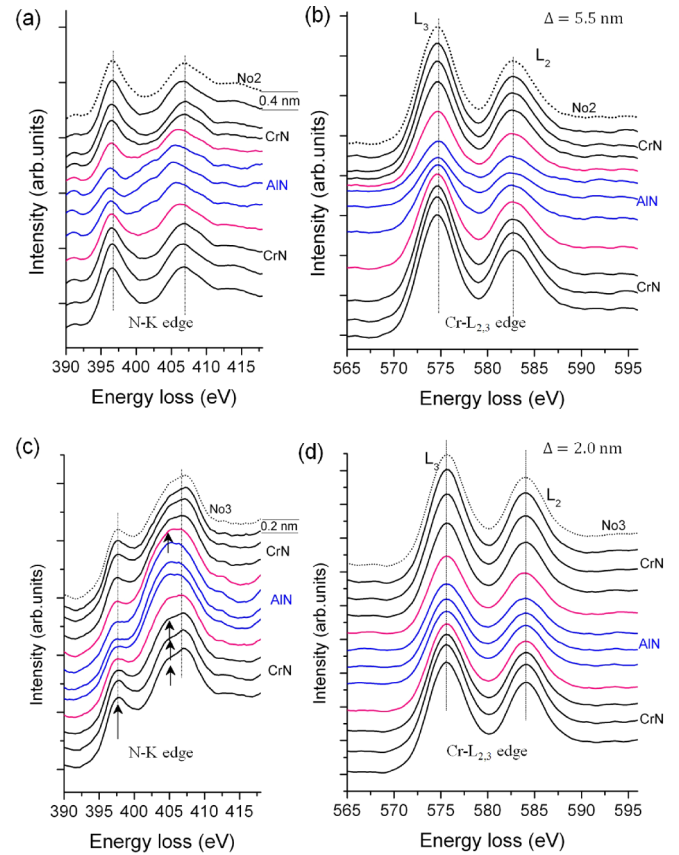 (a)
No2
0.4 nm
CrN
AlN
CrN
N-K edge
Intensity (arb.units)
390 395 400 405 410 415
Energy loss (eV)
(b)
L3
Δ = 5.5 nm
L2
No2
CrN
AlN
CrN
Cr-L2,3 edge
Intensity (arb.units)
565 570 575 580 585 590 595
Energy loss (eV)
(c)
No3
0.2 nm
CrN
AlN
CrN
N-K edge
Intensity (arb.units)
390 395 400 405 410 415
Energy loss (eV)
(d)
L3
Δ = 2.0 nm
L2
No3
CrN
AlN
CrN
Cr-L2,3 edge
Intensity (arb.units)
565 570 575 580 585 590 595
Energy loss (eV)